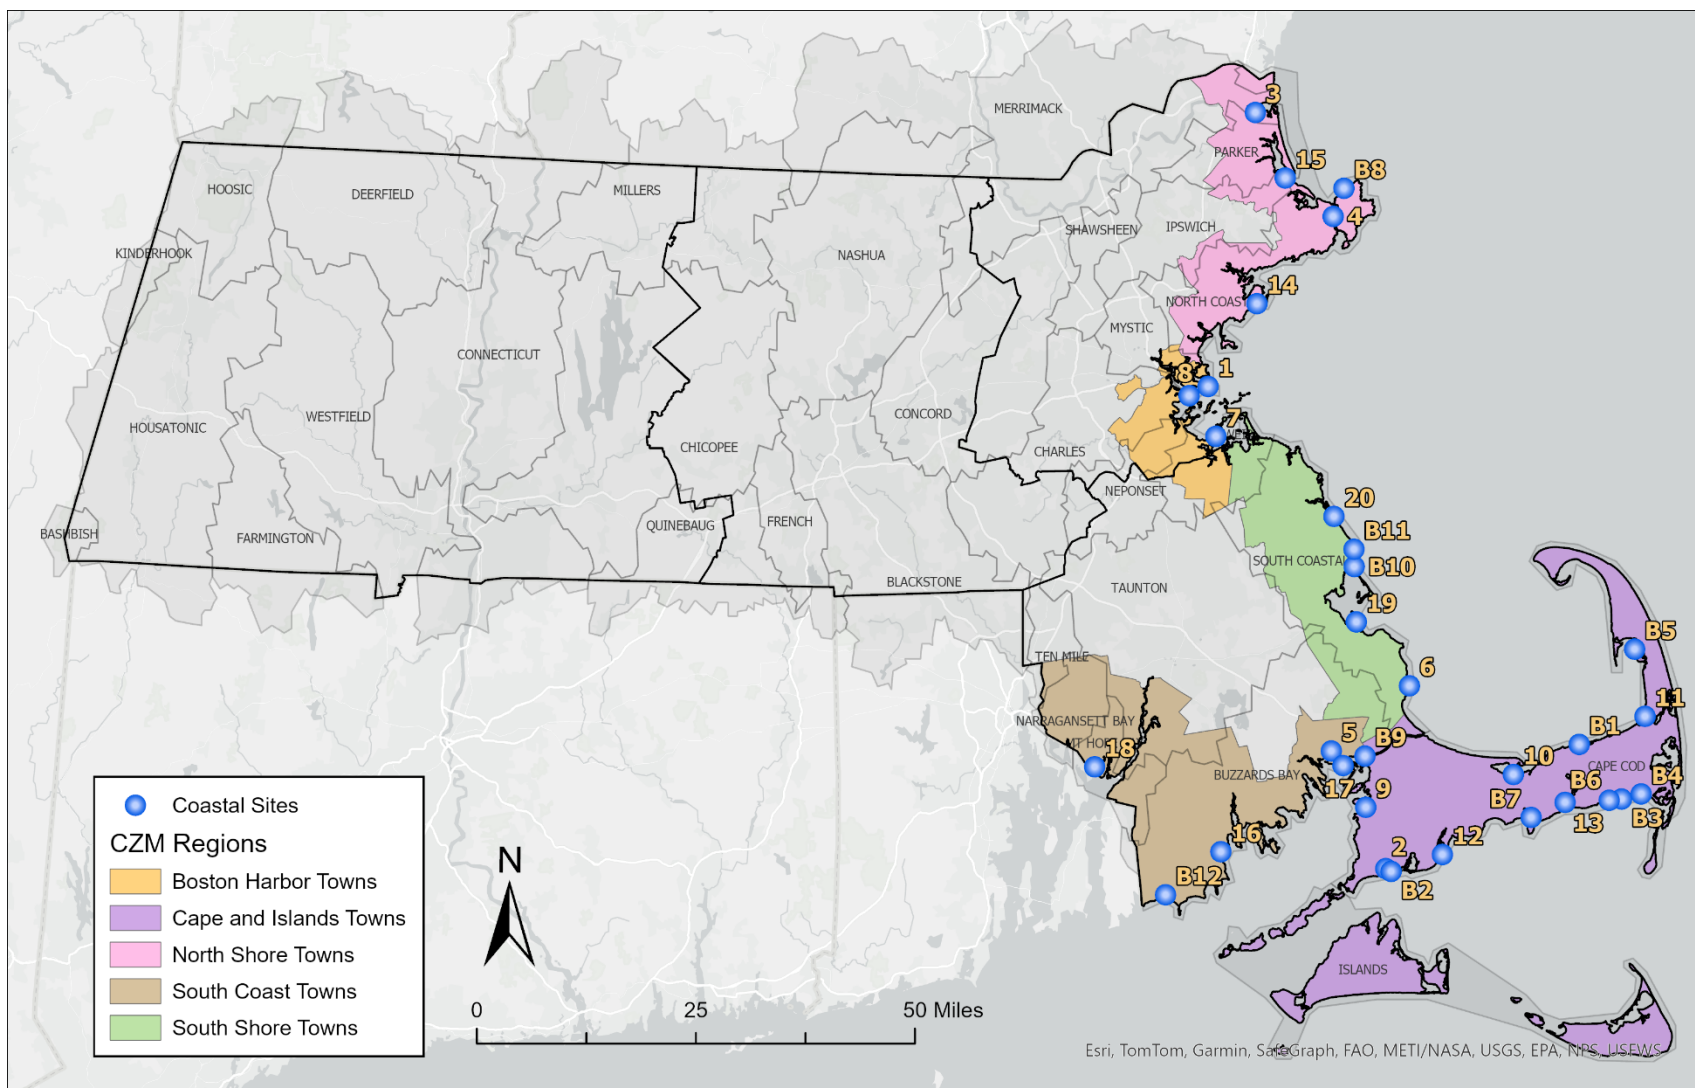 MERRIMACK
3
PARKER
15
B8
HOOSIC
DEERFIELD
MILLERS
4
SHAWSHEEN
IPSWICH
KINDERHOOK
NASHUA
14
NORTH COAST
MYSTIC
CONNECTICUT
1
8
WESTFIELD
CONCORD
7
HOUSATONIC
CHICOPEE
CHARLES
NEPONSET
20
QUINEBAUG
FRENCH
BASHBISH
FARMINGTON
B11
SOUTH COASTAL
B10
BLACKSTONE
TAUNTON
19
B5
TEN MILE
6
11
NARRAGANSETT BAY
B1
5
B9
18
10
CAPE COD
BUZZARDS BAY
B6
B4
17
9
B7
13
B3
16
2
12
B12
B2
ISLANDS
Coastal Sites
CZM Regions
Boston Harbor Towns
Cape and Islands Towns
North Shore Towns
South Coast Towns
South Shore Towns
N
0 25 50 Miles
Esri, TomTom, Garmin, SafeGraph, FAO, METI/NASA, USGS, EPA, NPS, USFWS